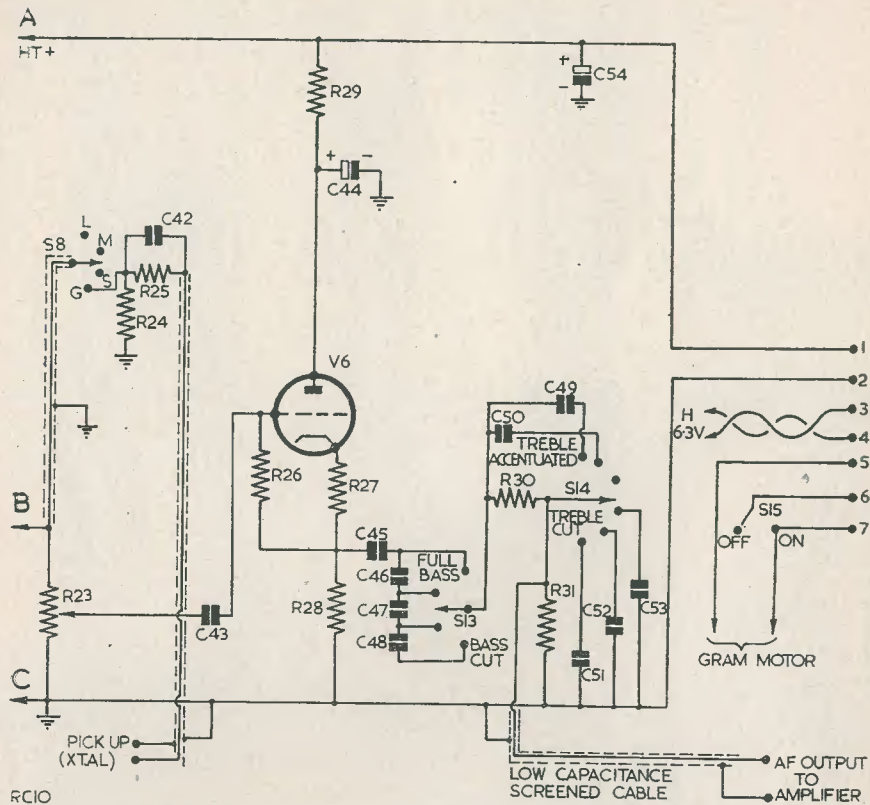 A
HT+
R29
C54
+
-
+
-
C44
L
M
C42
S8
S
G
R25
R24
V6
C49
C50
TREBLE
ACCENTUATED
R30
S14
TREBLE
CUT
H
6·3V
1
2
3
4
5
6
7
S15
OFF
ON
R26
R27
B
C45
FULL
BASS
C46
R23
C43
R28
C47
S13
C48
BASS
CUT
R31
C52
C53
C51
GRAM MOTOR
C
PICK UP
(XTAL)
LOW CAPACITANCE
SCREENED CABLE
AF OUTPUT
TO
AMPLIFIER
RC10